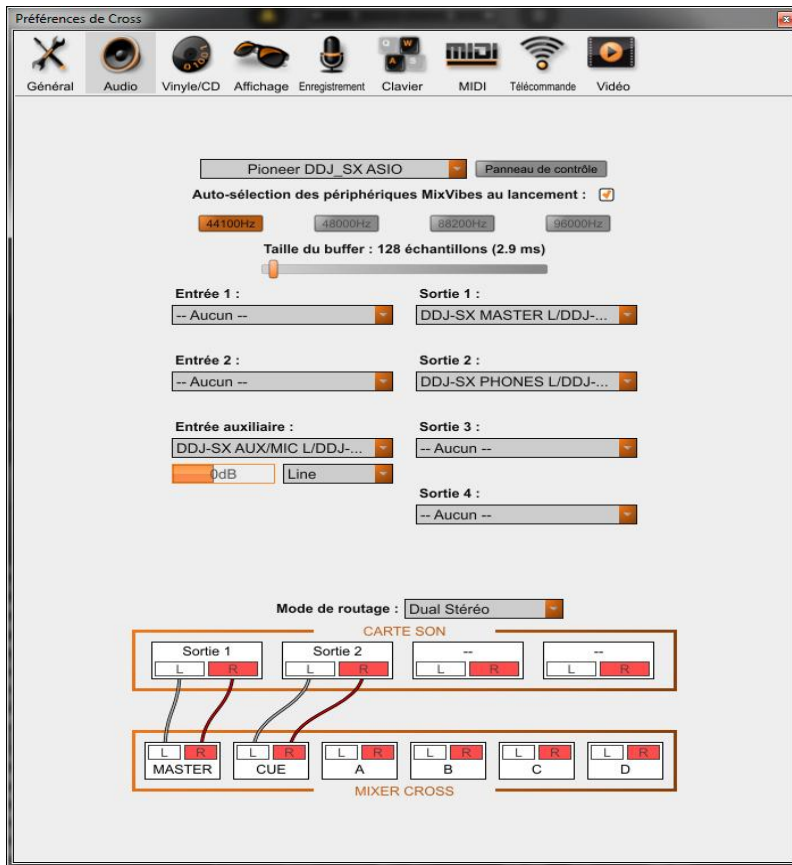 Préférences de Cross
Q W
A
MIDI
Général Audio Vinyle/CD Affichage Enregistrement Clavier MIDI Télécommande Vidéo
Pioneer DDJ_SX ASIO Panneau de contrôle
Auto-sélection des périphériques MixVibes au lancement :
44100Hz 48000Hz 88200Hz 96000Hz
Taille du buffer : 128 échantillons (2.9 ms)
Entrée 1 : Sortie 1 :
-- Aucun -- DDJ-SX MASTER L/DDJ-...
Entrée 2 : Sortie 2 :
-- Aucun -- DDJ-SX PHONES L/DDJ-...
Entrée auxiliaire : Sortie 3 :
DDJ-SX AUX/MIC L/DDJ-... -- Aucun --
0dB Line
Sortie 4 :
-- Aucun --
Mode de routage : Dual Stéréo
CARTE SON
Sortie 1 Sortie 2 -- --
L R L R L R L R
L R L R L R L R L R L R
MASTER CUE A B C D
MIXER CROSS